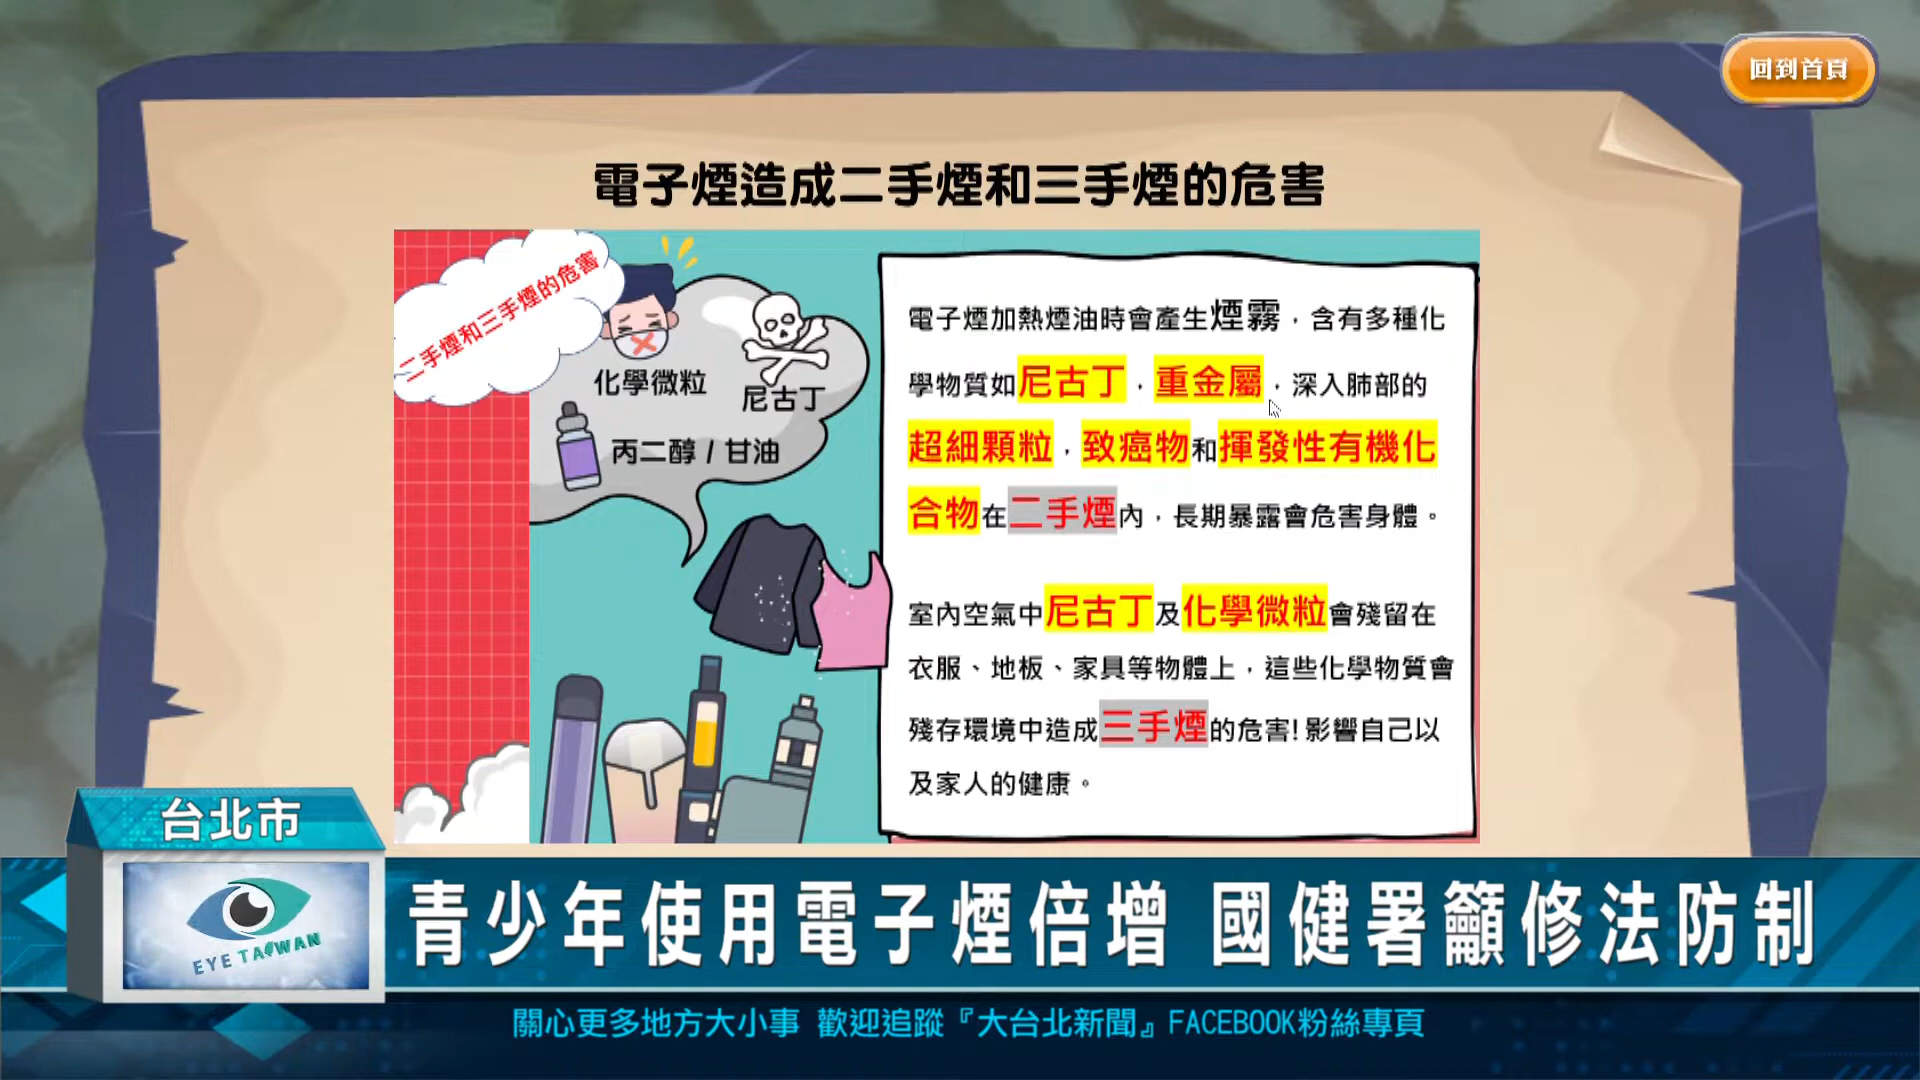 回到首頁
電子煙造成二手煙和三手煙的危害
二手煙和三手煙的危害
化學微粒
尼古丁
丙二醇 / 甘油
電子煙加熱煙油時會產生煙霧，含有多種化
學物質如尼古丁，重金屬，深入肺部的
超細顆粒，致癌物和揮發性有機化
合物在二手煙內，長期暴露會危害身體。
室內空氣中尼古丁及化學微粒會殘留在
衣服、地板、家具等物體上，這些化學物質會
殘存環境中造成三手煙的危害! 影響自己以
及家人的健康。
台北市
EYE TAIWAN
青少年使用電子煙倍增 國健署籲修法防制
關心更多地方大小事 歡迎追蹤『大台北新聞』FACEBOOK粉絲專頁